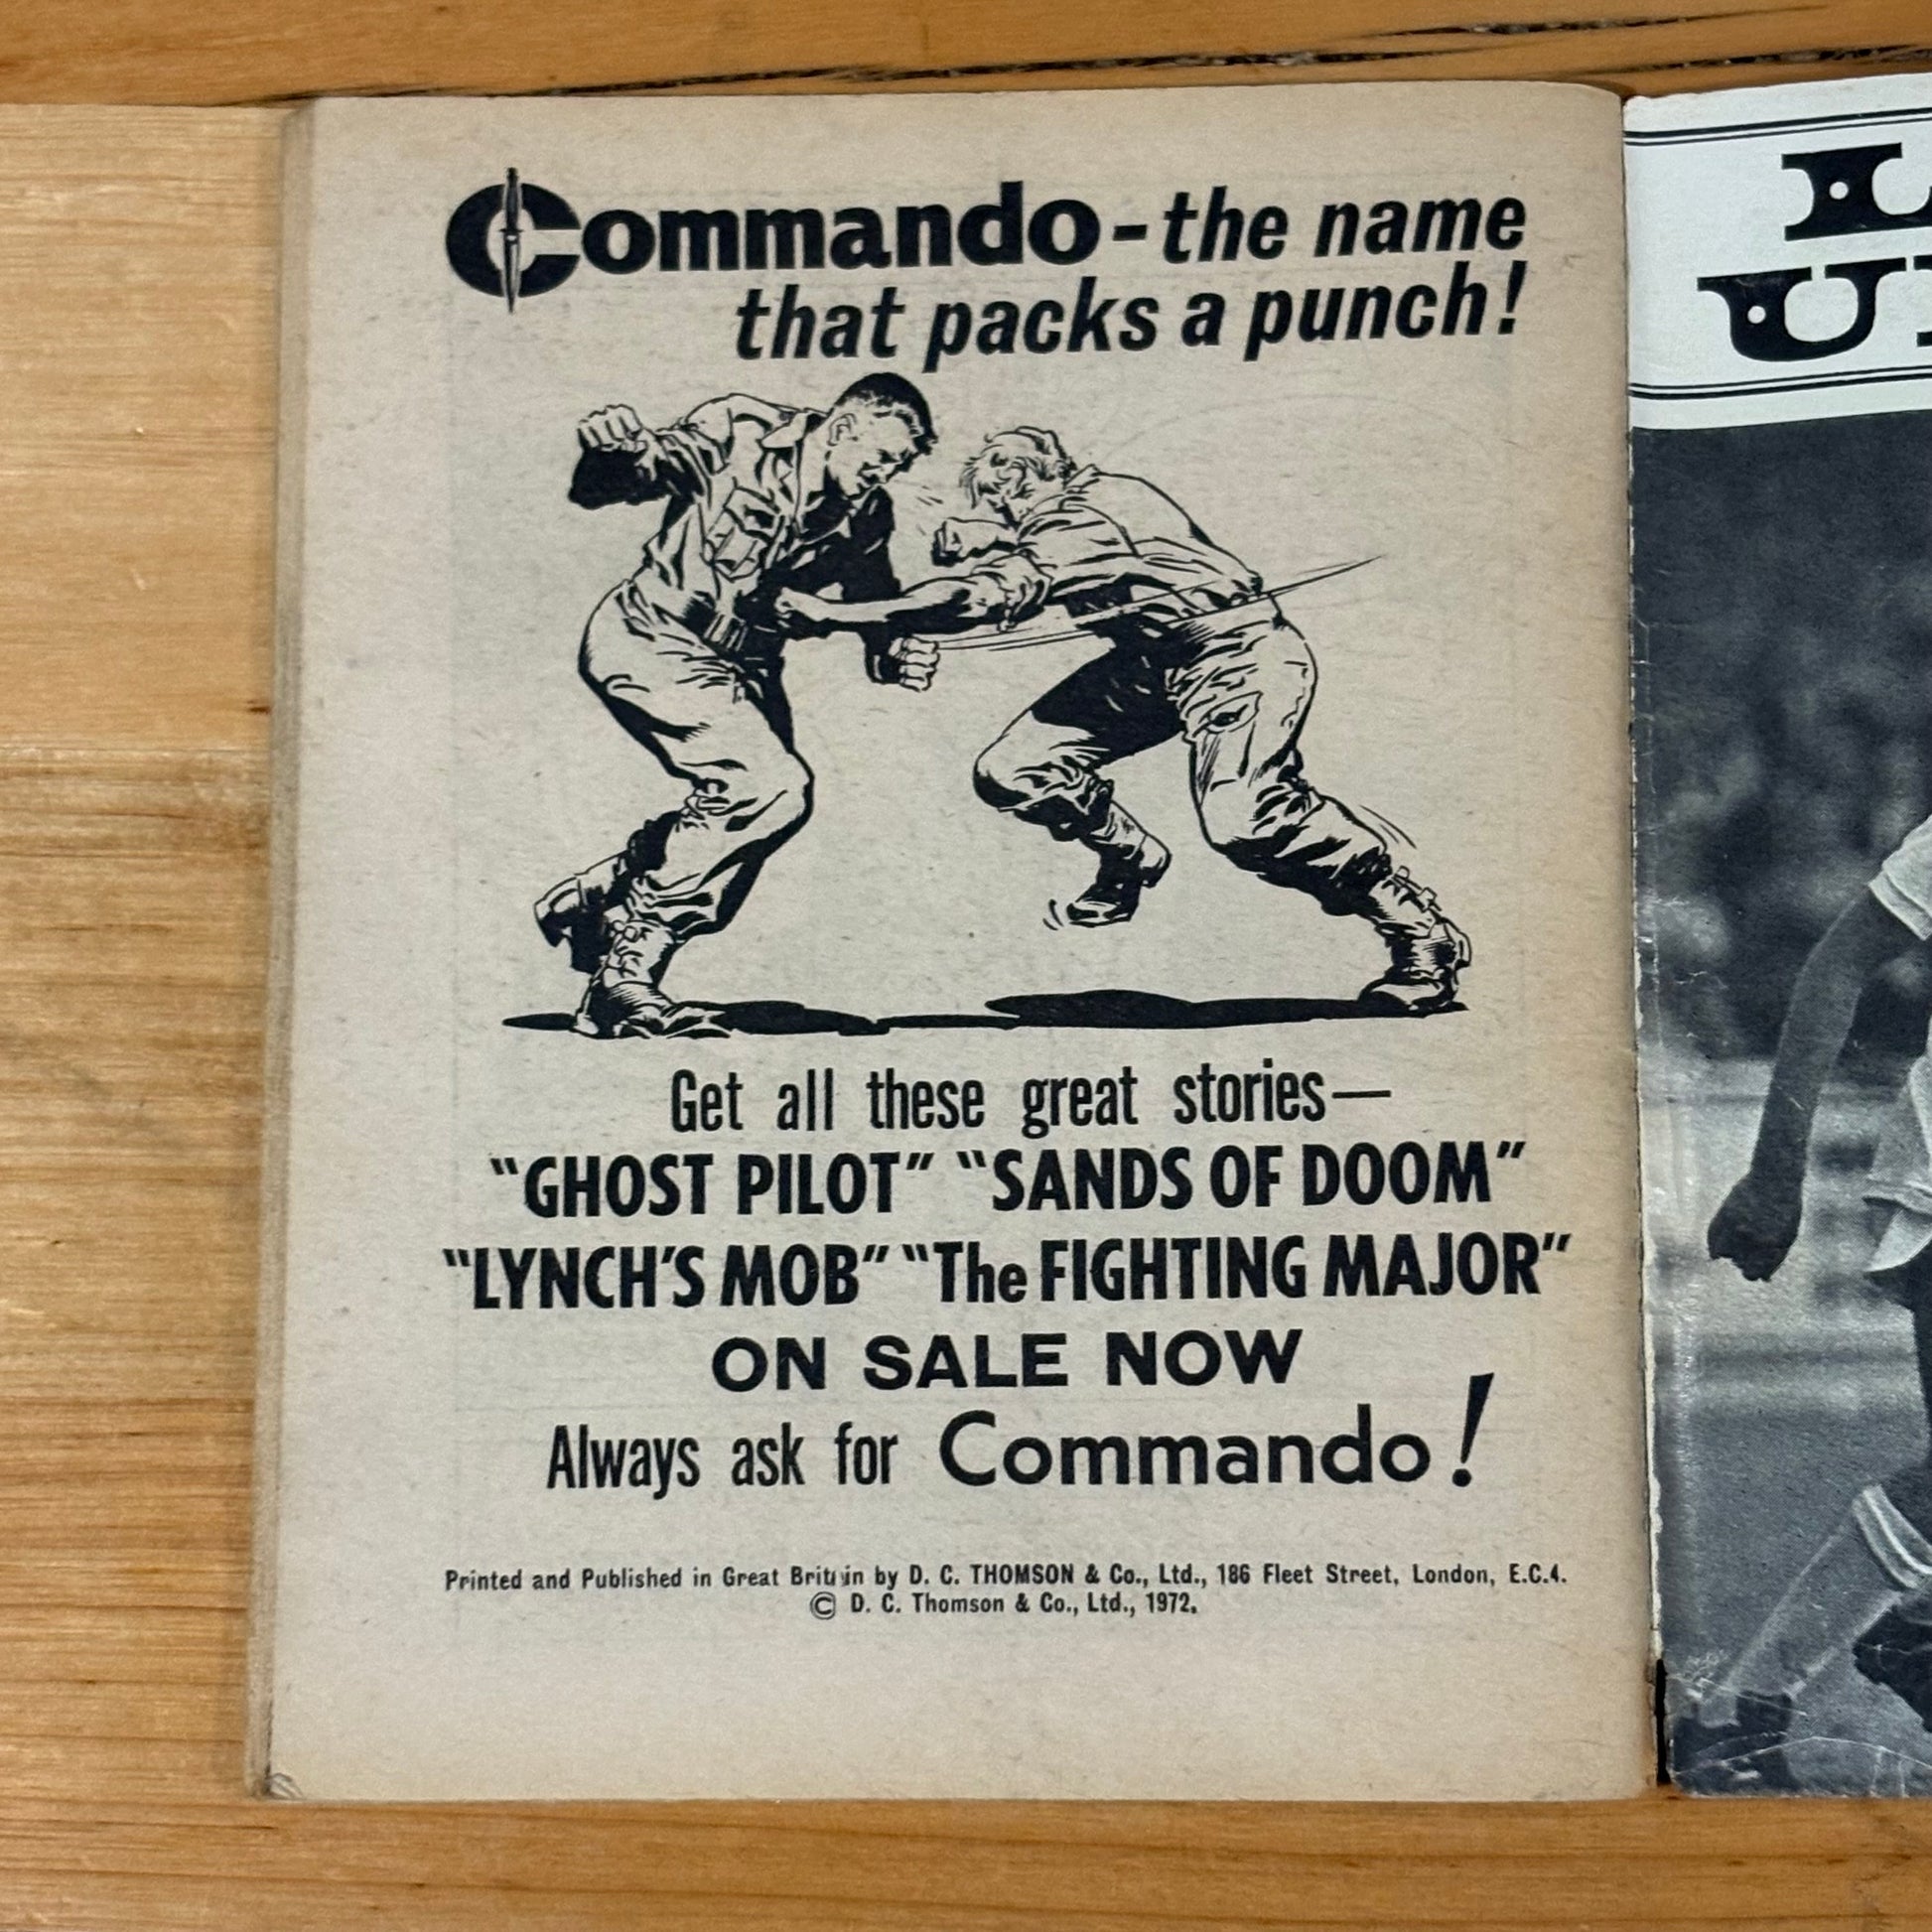 Commando - the name
that packs a punch!
Get all these great stories—
"GHOST PILOT" "SANDS OF DOOM"
"LYNCH'S MOB" "The FIGHTING MAJOR"
ON SALE NOW
Always ask for Commando!
Printed and Published in Great Britain by D. C. THOMSON & Co., Ltd., 186 Fleet Street, London, E.C.4.
© D. C. Thomson & Co., Ltd., 1972.